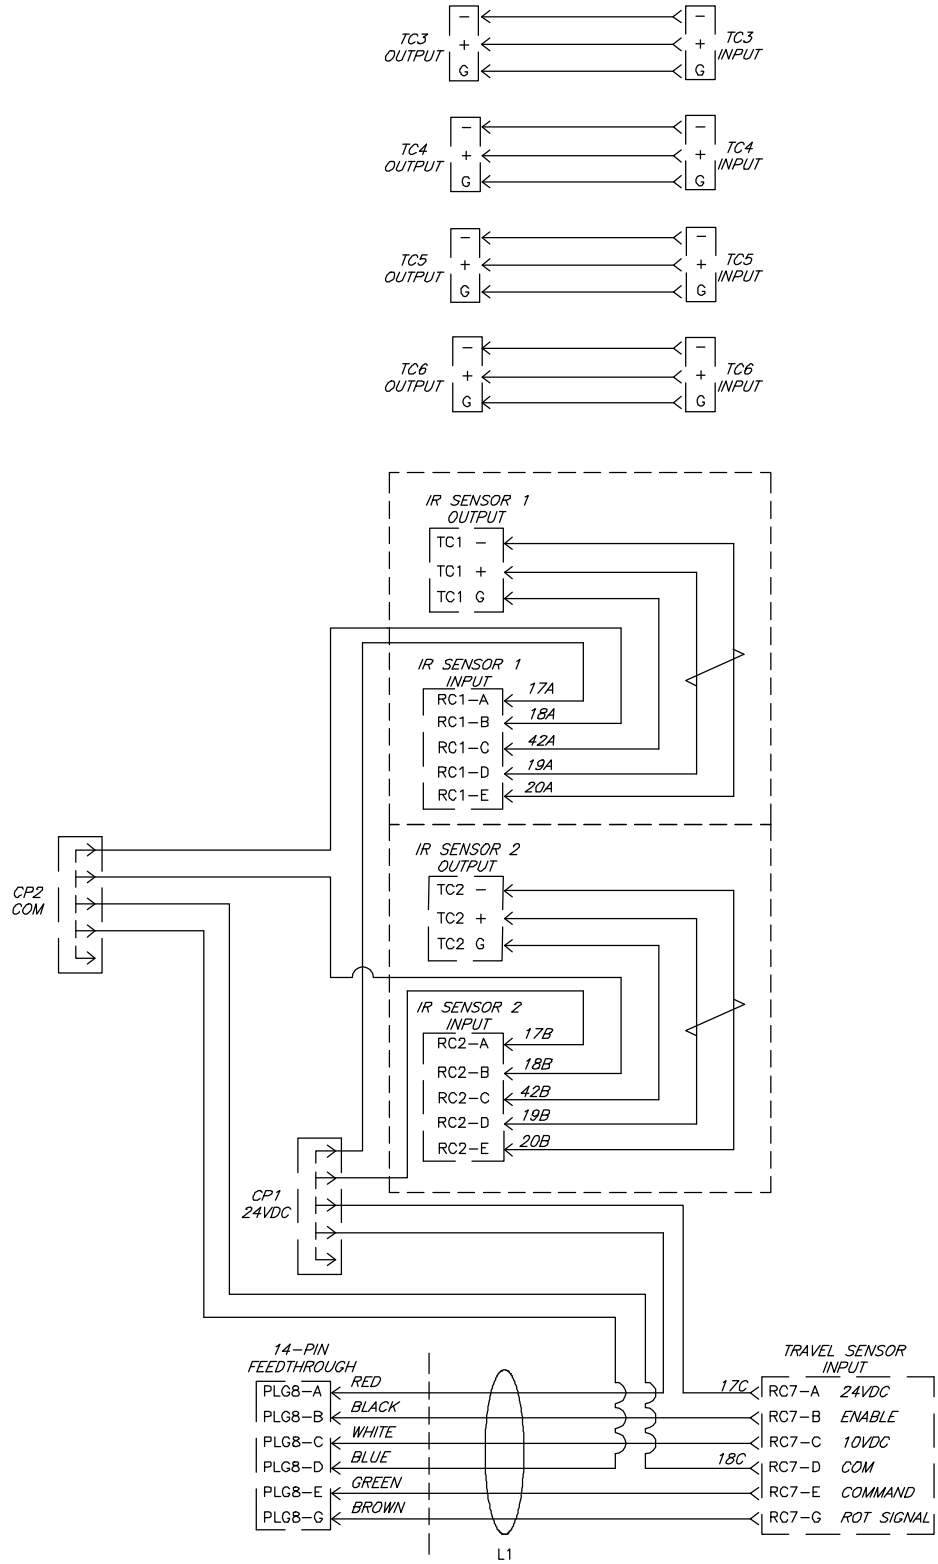 TC3
OUTPUT
−
+
G
−
+
G
TC3
INPUT
TC4
OUTPUT
−
+
G
−
+
G
TC4
INPUT
TC5
OUTPUT
−
+
G
−
+
G
TC5
INPUT
TC6
OUTPUT
−
+
G
−
+
G
TC6
INPUT
IR SENSOR 1
OUTPUT
TC1 −
TC1 +
TC1 G
IR SENSOR 1
INPUT
RC1−A 17A
RC1−B 18A
RC1−C 42A
RC1−D 19A
RC1−E 20A
CP2
COM
IR SENSOR 2
OUTPUT
TC2 −
TC2 +
TC2 G
IR SENSOR 2
INPUT
RC2−A 17B
RC2−B 18B
RC2−C 42B
RC2−D 19B
RC2−E 20B
CP1
24VDC
14−PIN
FEEDTHROUGH
TRAVEL SENSOR
INPUT
PLG8−A RED 17C RC7−A 24VDC
PLG8−B BLACK RC7−B ENABLE
PLG8−C WHITE RC7−C 10VDC
PLG8−D BLUE 18C RC7−D COM
PLG8−E GREEN RC7−E COMMAND
PLG8−G BROWN RC7−G ROT SIGNAL
L1